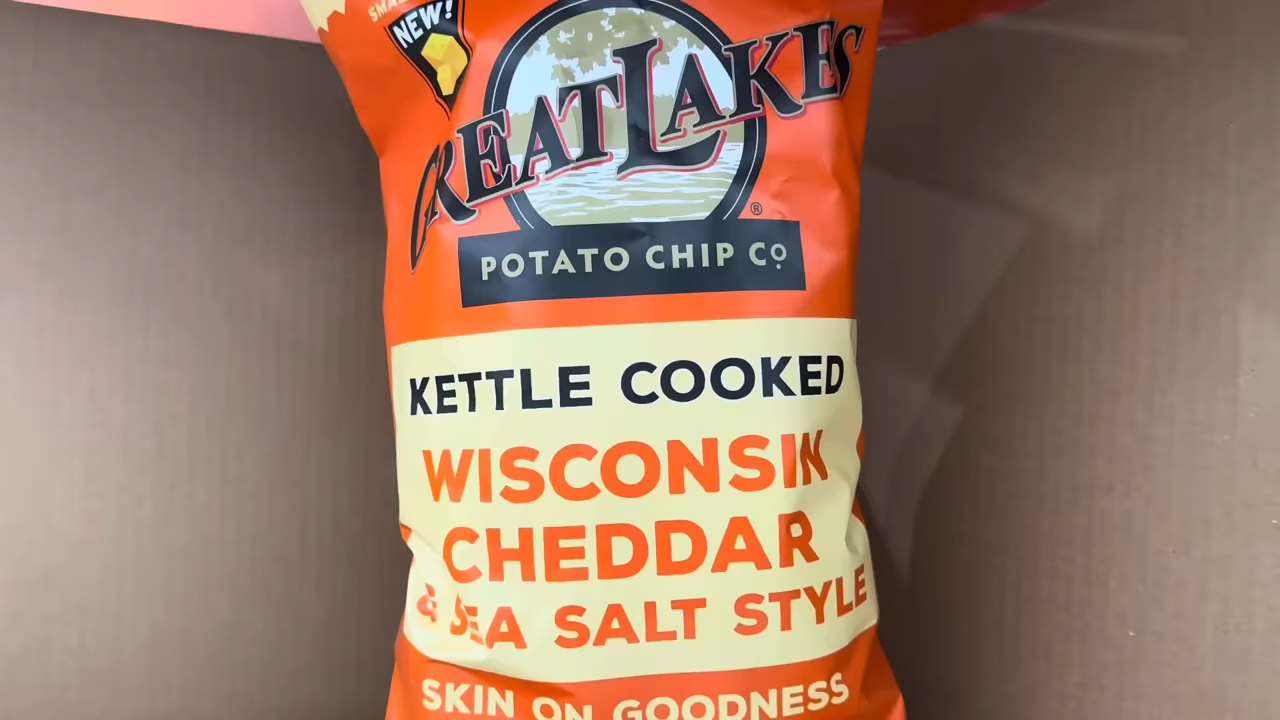 NEW!
GREAT LAKES
®
POTATO CHIP Co
KETTLE COOKED
WISCONSIN
CHEDDAR
& SEA SALT STYLE
SKIN ON GOODNESS